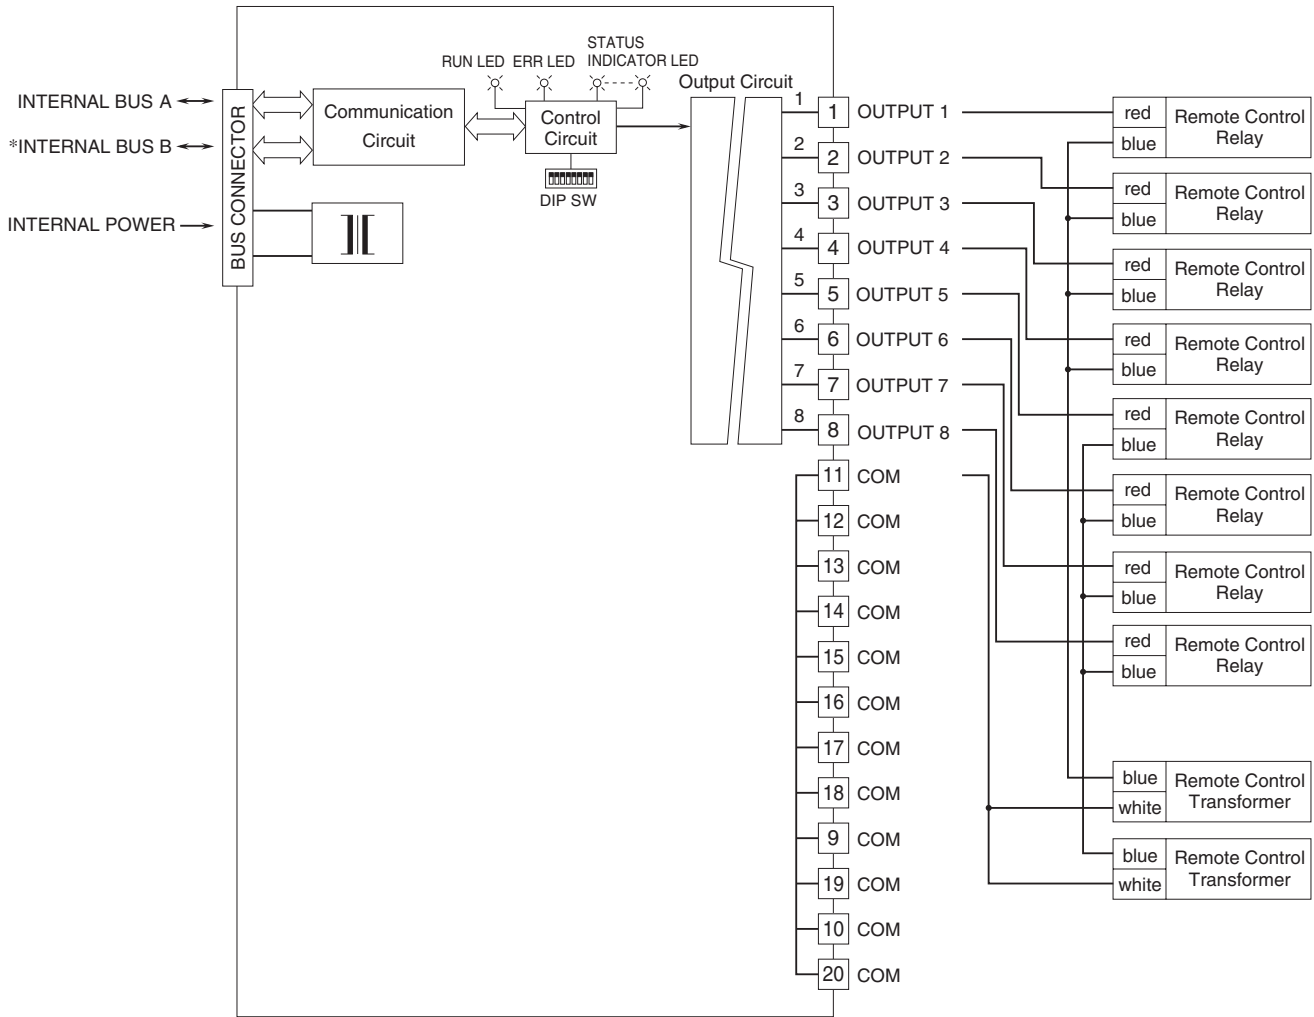 STATUS
RUN LED ERR LED INDICATOR LED
Output Circuit
INTERNAL BUS A
*INTERNAL BUS B
INTERNAL POWER
BUS CONNECTOR
Communication
Circuit
Control
Circuit
DIP SW
1 1 OUTPUT 1
2 2 OUTPUT 2
3 3 OUTPUT 3
4 4 OUTPUT 4
5 5 OUTPUT 5
6 6 OUTPUT 6
7 7 OUTPUT 7
8 8 OUTPUT 8
11 COM
12 COM
13 COM
14 COM
15 COM
16 COM
17 COM
18 COM
9 COM
19 COM
10 COM
20 COM
red Remote Control
blue Relay
red Remote Control
blue Relay
red Remote Control
blue Relay
red Remote Control
blue Relay
red Remote Control
blue Relay
red Remote Control
blue Relay
red Remote Control
blue Relay
red Remote Control
blue Relay
blue Remote Control
white Transformer
blue Remote Control
white Transformer